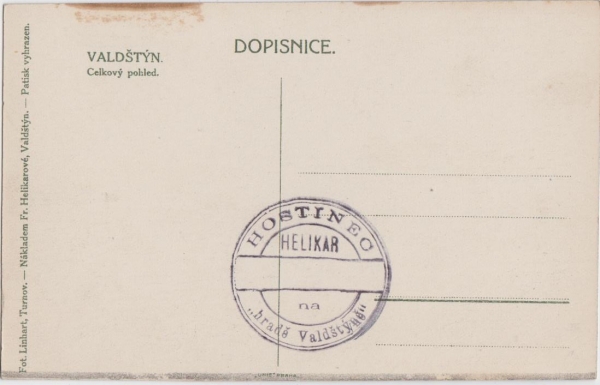 DOPISNICE.
VALDŠTÝN.
Celkový pohled.
Fot. Linhart, Turnov. — Nákladem Fr. Helikarové, Valdštýn. — Patisk vyhrazen.
HOSTINEC
HELIKAR
na
„hradě Valdštýně"